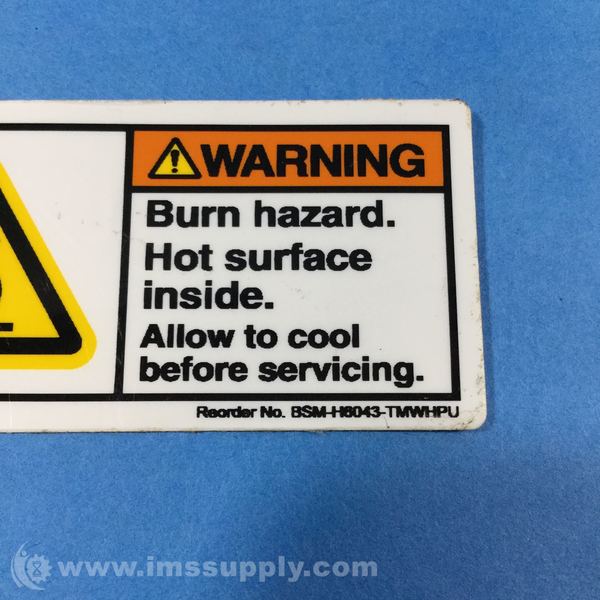 WARNING
Burn hazard.
Hot surface
inside.
Allow to cool
before servicing.
Reorder No. BSM-H6043-TMWHPU
www.imssupply.com